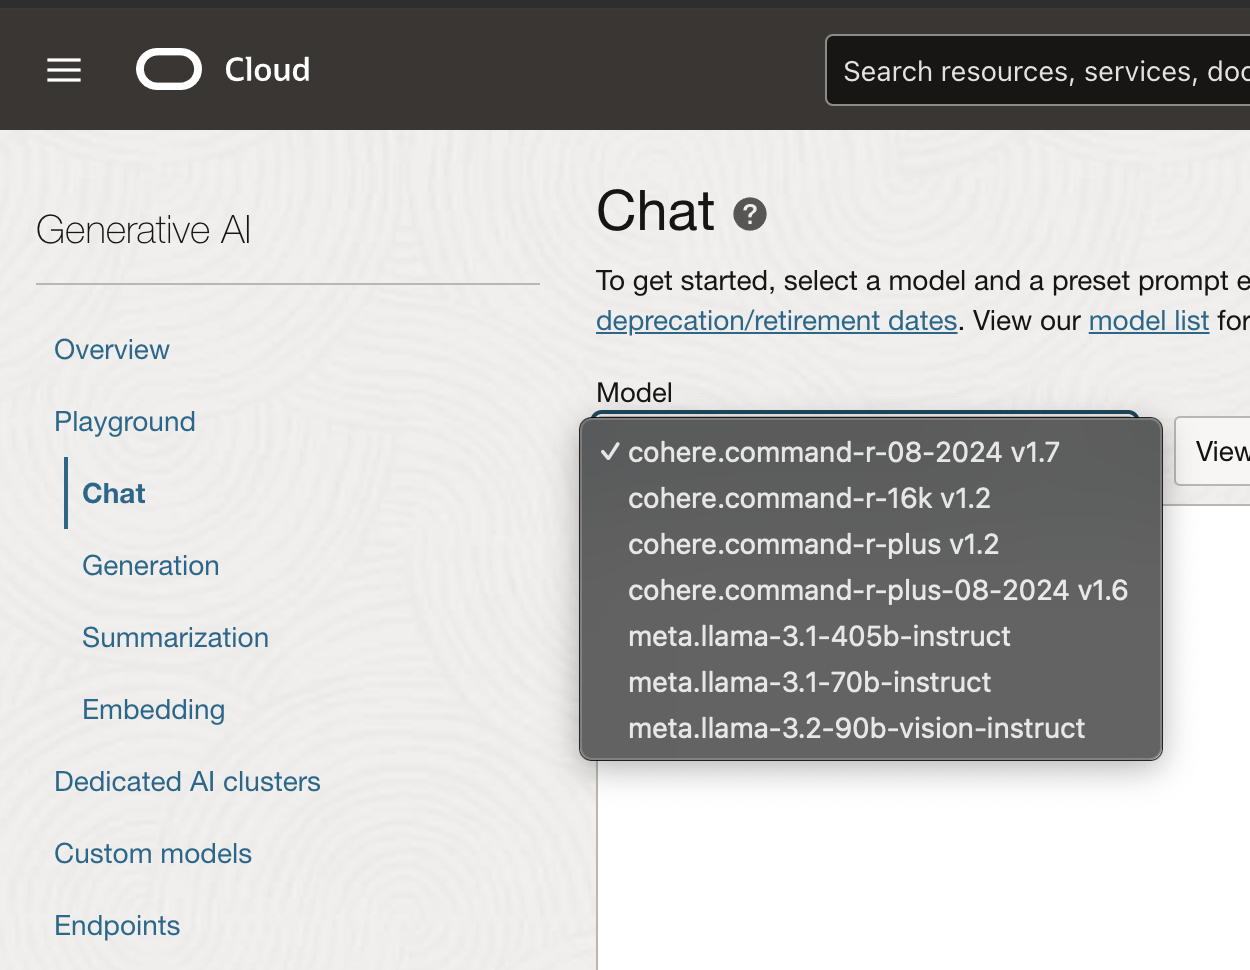 Cloud
Search resources, services, doc
Generative AI
Overview
Playground
Chat
Generation
Summarization
Embedding
Dedicated AI clusters
Custom models
Endpoints
Chat ?
To get started, select a model and a preset prompt e
deprecation/retirement dates. View our model list for
Model
✓ cohere.command-r-08-2024 v1.7
cohere.command-r-16k v1.2
cohere.command-r-plus v1.2
cohere.command-r-plus-08-2024 v1.6
meta.llama-3.1-405b-instruct
meta.llama-3.1-70b-instruct
meta.llama-3.2-90b-vision-instruct
View